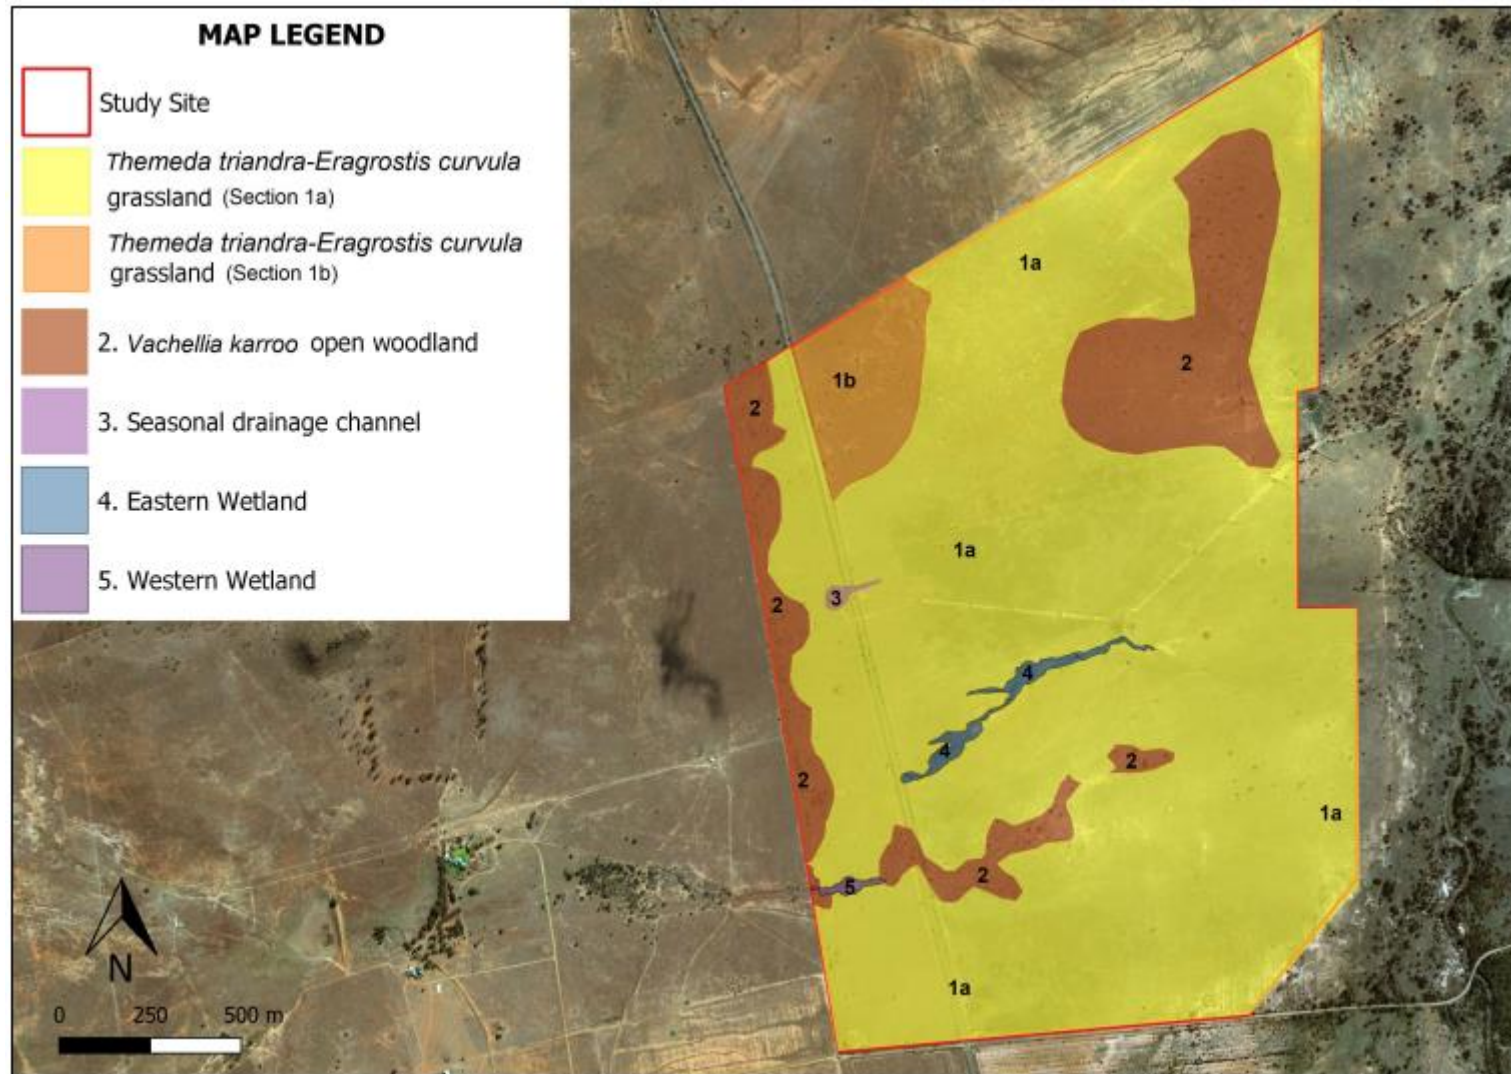 MAP LEGEND
Study Site
Themeda triandra-Eragrostis curvula
grassland (Section 1a)
Themeda triandra-Eragrostis curvula
grassland (Section 1b)
2. Vachellia karroo open woodland
3. Seasonal drainage channel
4. Eastern Wetland
5. Western Wetland
1a
2
1b
2
1a
3
2
4
4
2
2
1a
2
5
1a
N
0 250 500 m